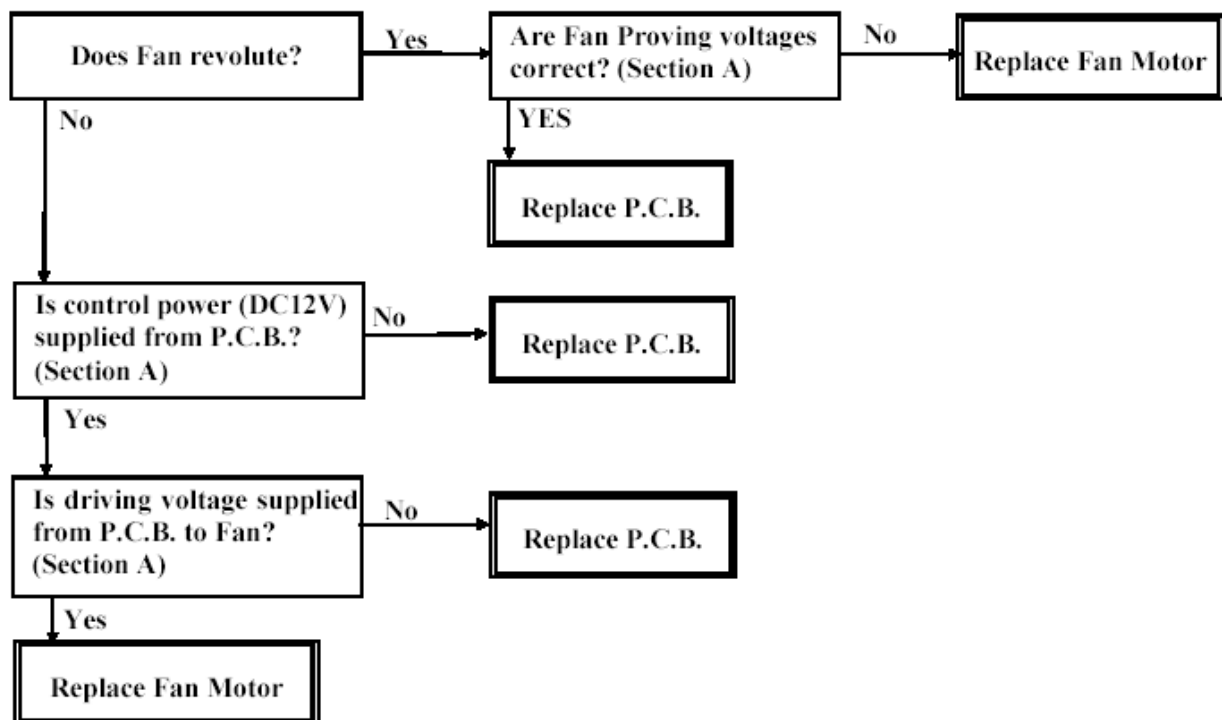 Does Fan revolute?
Yes
Are Fan Proving voltages
correct? (Section A)
No
Replace Fan Motor
No
YES
Replace P.C.B.
Is control power (DC12V)
supplied from P.C.B.?
(Section A)
No
Replace P.C.B.
Yes
Is driving voltage supplied
from P.C.B. to Fan?
(Section A)
No
Replace P.C.B.
Yes
Replace Fan Motor